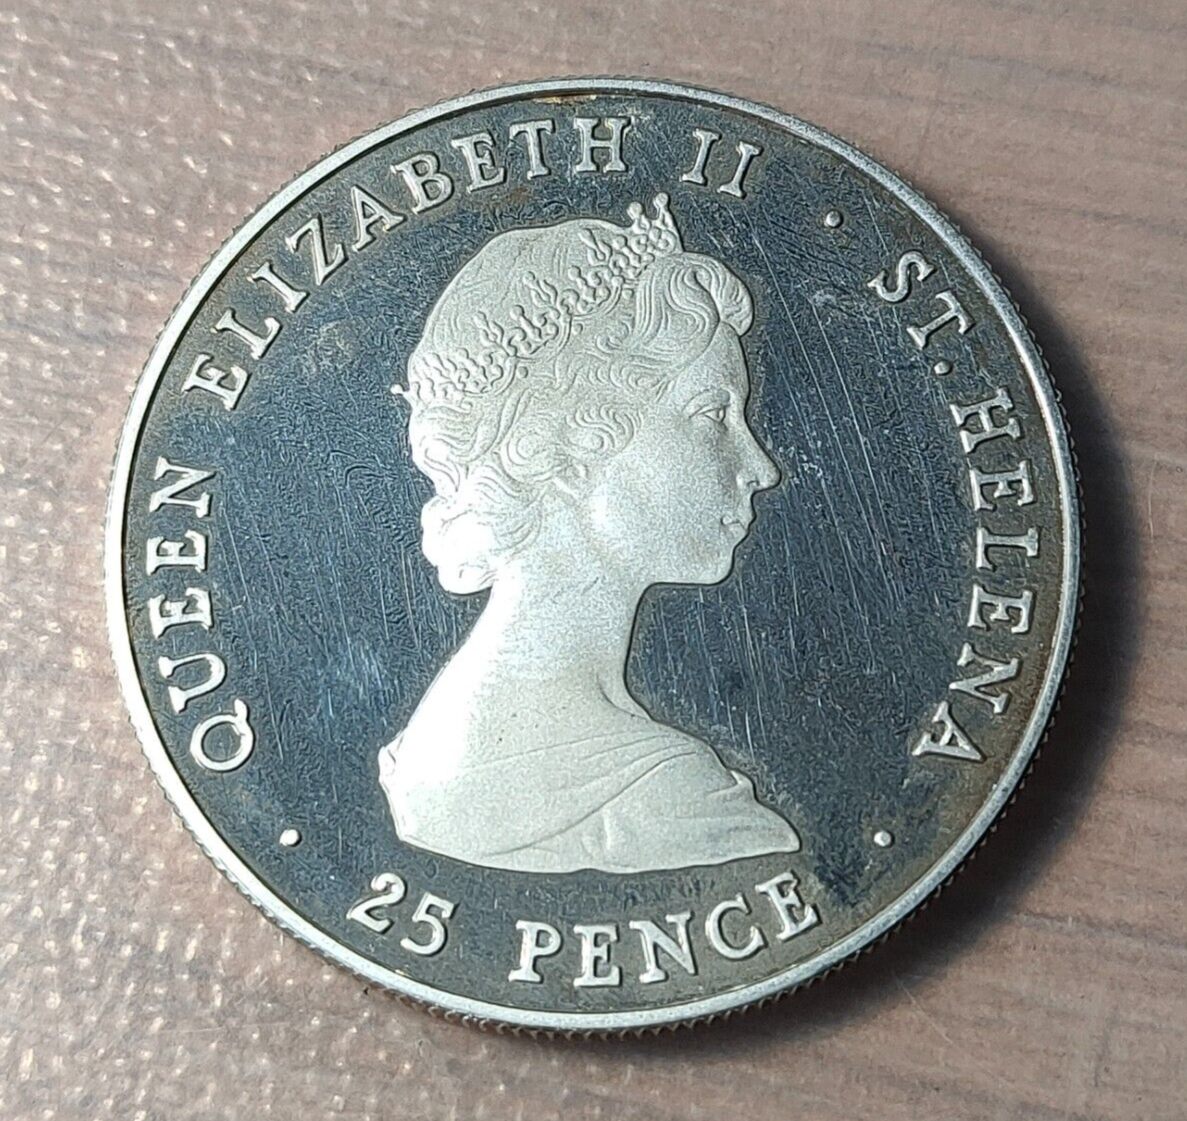 QUEEN ELIZABETH II · ST. HELENA ·
25 PENCE ·